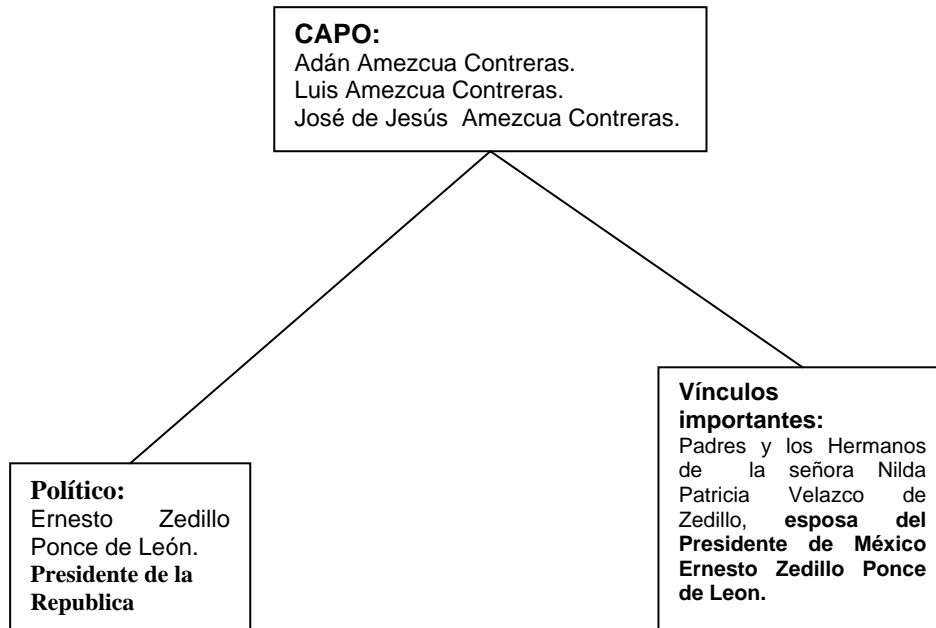 CAPO:
Adán Amezcua Contreras.
Luis Amezcua Contreras.
José de Jesús Amezcua Contreras.
Político:
Ernesto Zedillo
Ponce de León.
Presidente de la
Republica
Vínculos
importantes:
Padres y los Hermanos
de la señora Nilda
Patricia Velazco de
Zedillo, esposa del
Presidente de México
Ernesto Zedillo Ponce
de Leon.